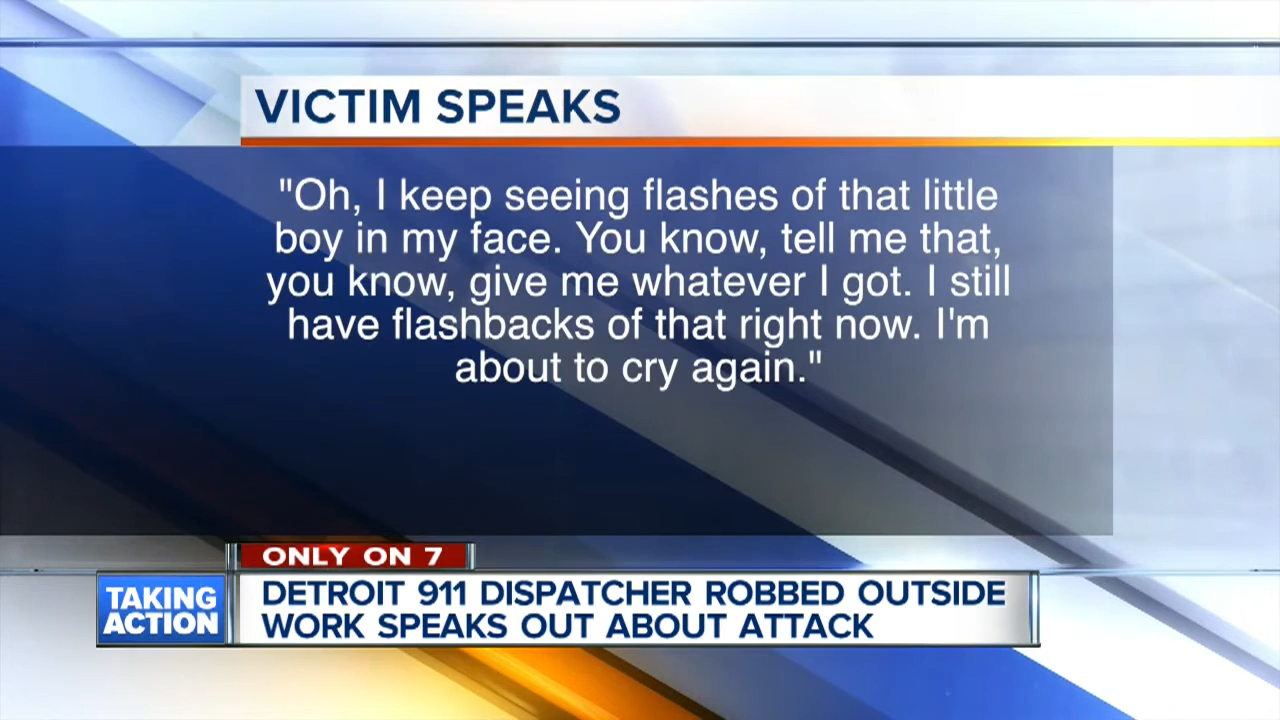 VICTIM SPEAKS
"Oh, I keep seeing flashes of that little
boy in my face. You know, tell me that,
you know, give me whatever I got. I still
have flashbacks of that right now. I'm
about to cry again."
ONLY ON 7
TAKING
ACTION
DETROIT 911 DISPATCHER ROBBED OUTSIDE
WORK SPEAKS OUT ABOUT ATTACK